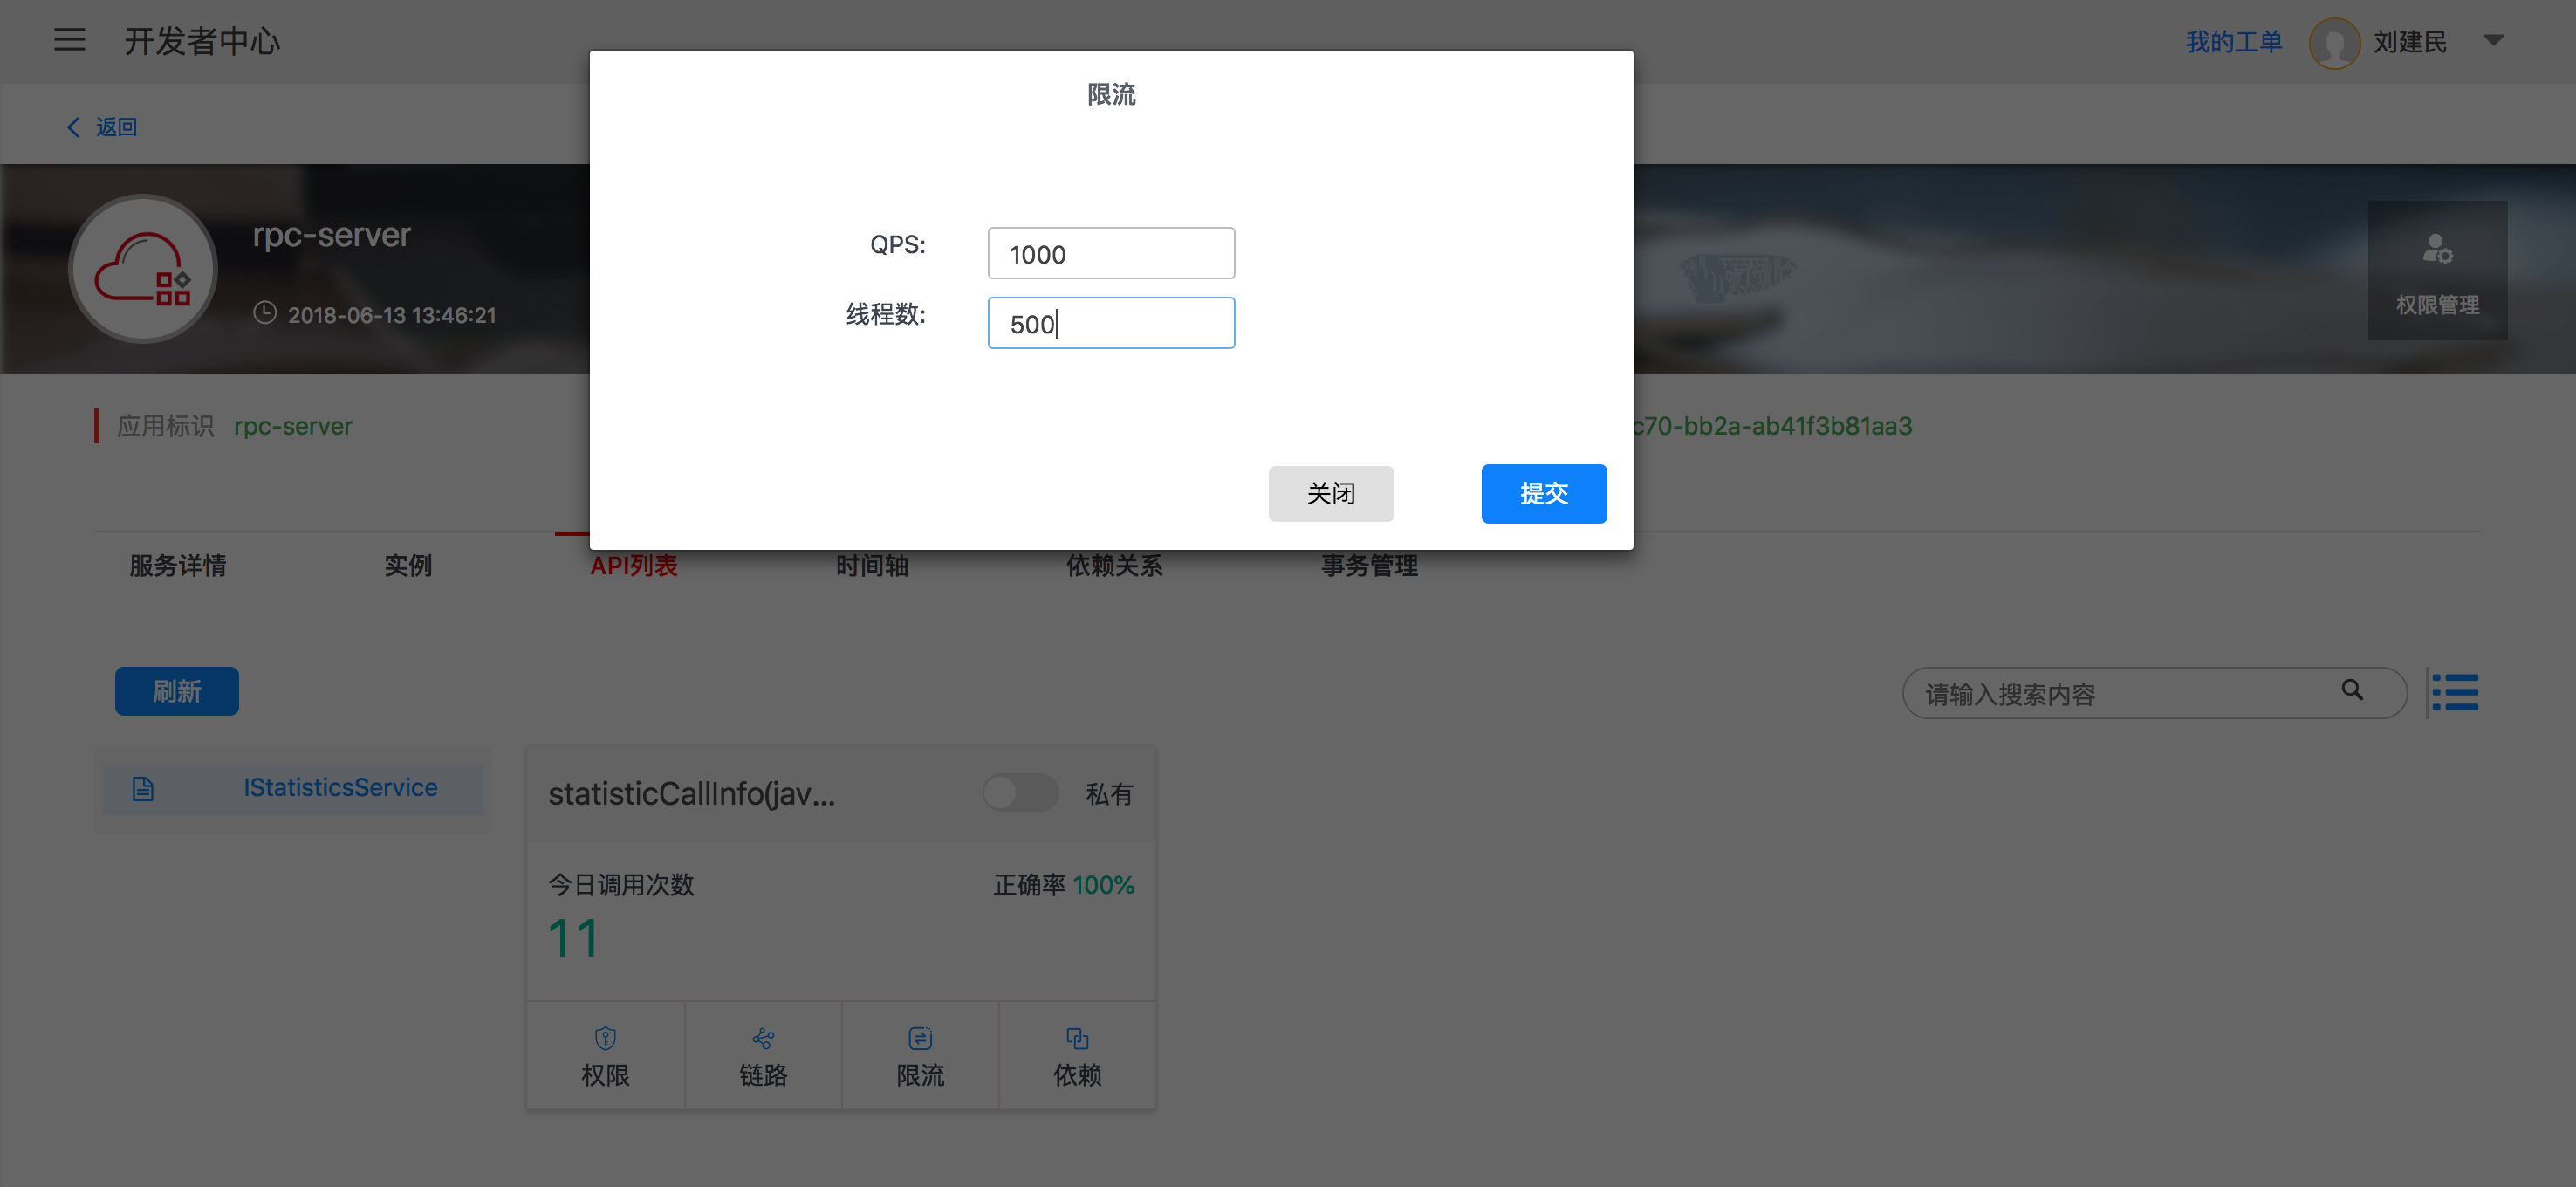 开发者中心
我的工单 刘建民
返回
限流
QPS: 1000
线程数: 500
关闭 提交
rpc-server
2018-06-13 13:46:21
权限管理
应用标识 rpc-server
c70-bb2a-ab41f3b81aa3
服务详情 实例 API列表 时间轴 依赖关系 事务管理
刷新 请输入搜索内容
IStatisticsService
statisticCallInfo(jav... 私有
今日调用次数 正确率 100%
11
权限 链路 限流 依赖